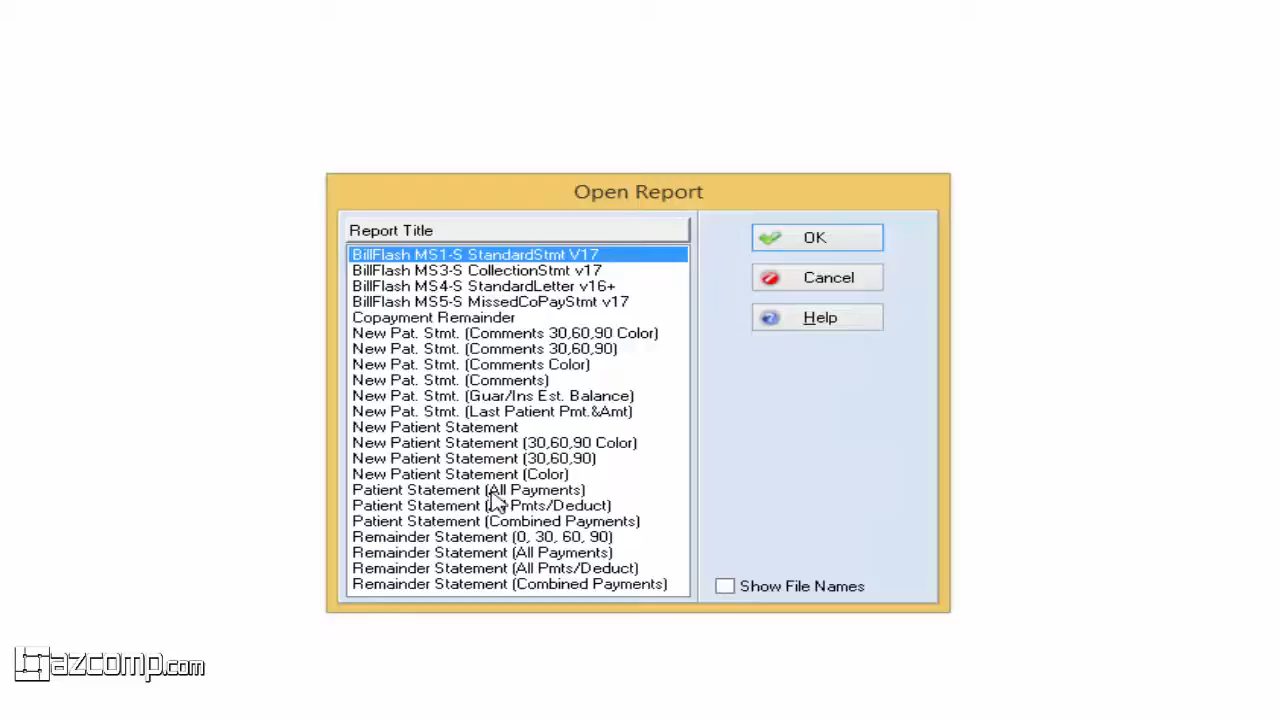 Open Report
Report Title
BillFlash MS1-S StandardStmt V17
BillFlash MS3-S CollectionStmt v17
BillFlash MS4-S StandardLetter v16+
BillFlash MS5-S MissedCoPayStmt v17
Copayment Remainder
New Pat. Stmt. (Comments 30,60,90 Color)
New Pat. Stmt. (Comments 30,60,90)
New Pat. Stmt. (Comments Color)
New Pat. Stmt. (Comments)
New Pat. Stmt. (Guar/Ins Est. Balance)
New Pat. Stmt. (Last Patient Pmt.&Amt)
New Patient Statement
New Patient Statement (30,60,90 Color)
New Patient Statement (30,60,90)
New Patient Statement (Color)
Patient Statement (All Payments)
Patient Statement Pmts/Deduct)
Patient Statement (Combined Payments)
Remainder Statement (0, 30, 60, 90)
Remainder Statement (All Payments)
Remainder Statement (All Pmts/Deduct)
Remainder Statement (Combined Payments)
OK
Cancel
Help
Show File Names
azcomp.com